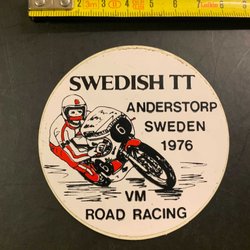 SWEDISH TT
ANDERSTORP
SWEDEN
1976
6
VM
ROAD RACING